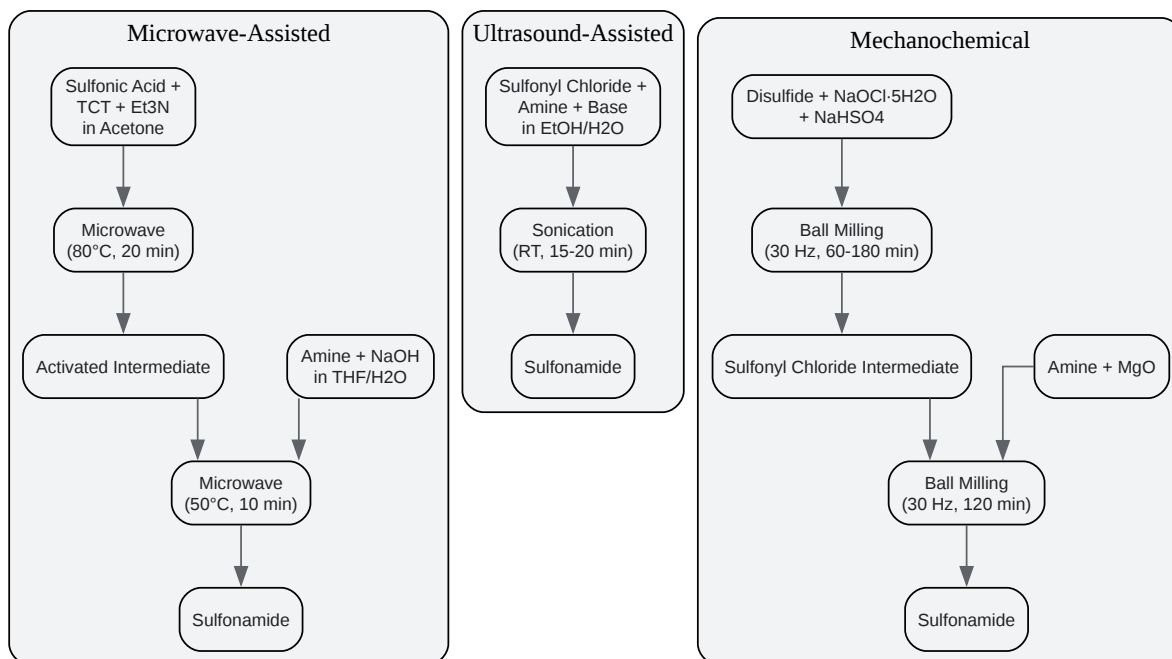 Microwave-Assisted
Sulfonic Acid +
TCT + Et3N
in Acetone
Microwave
(80°C, 20 min)
Activated Intermediate
Amine + NaOH
in THF/H2O
Microwave
(50°C, 10 min)
Sulfonamide
Ultrasound-Assisted
Sulfonyl Chloride +
Amine + Base
in EtOH/H2O
Sonication
(RT, 15-20 min)
Sulfonamide
Mechanochemical
Disulfide + NaOCl·5H2O
+ NaHSO4
Ball Milling
(30 Hz, 60-180 min)
Sulfonyl Chloride Intermediate
Amine + MgO
Ball Milling
(30 Hz, 120 min)
Sulfonamide